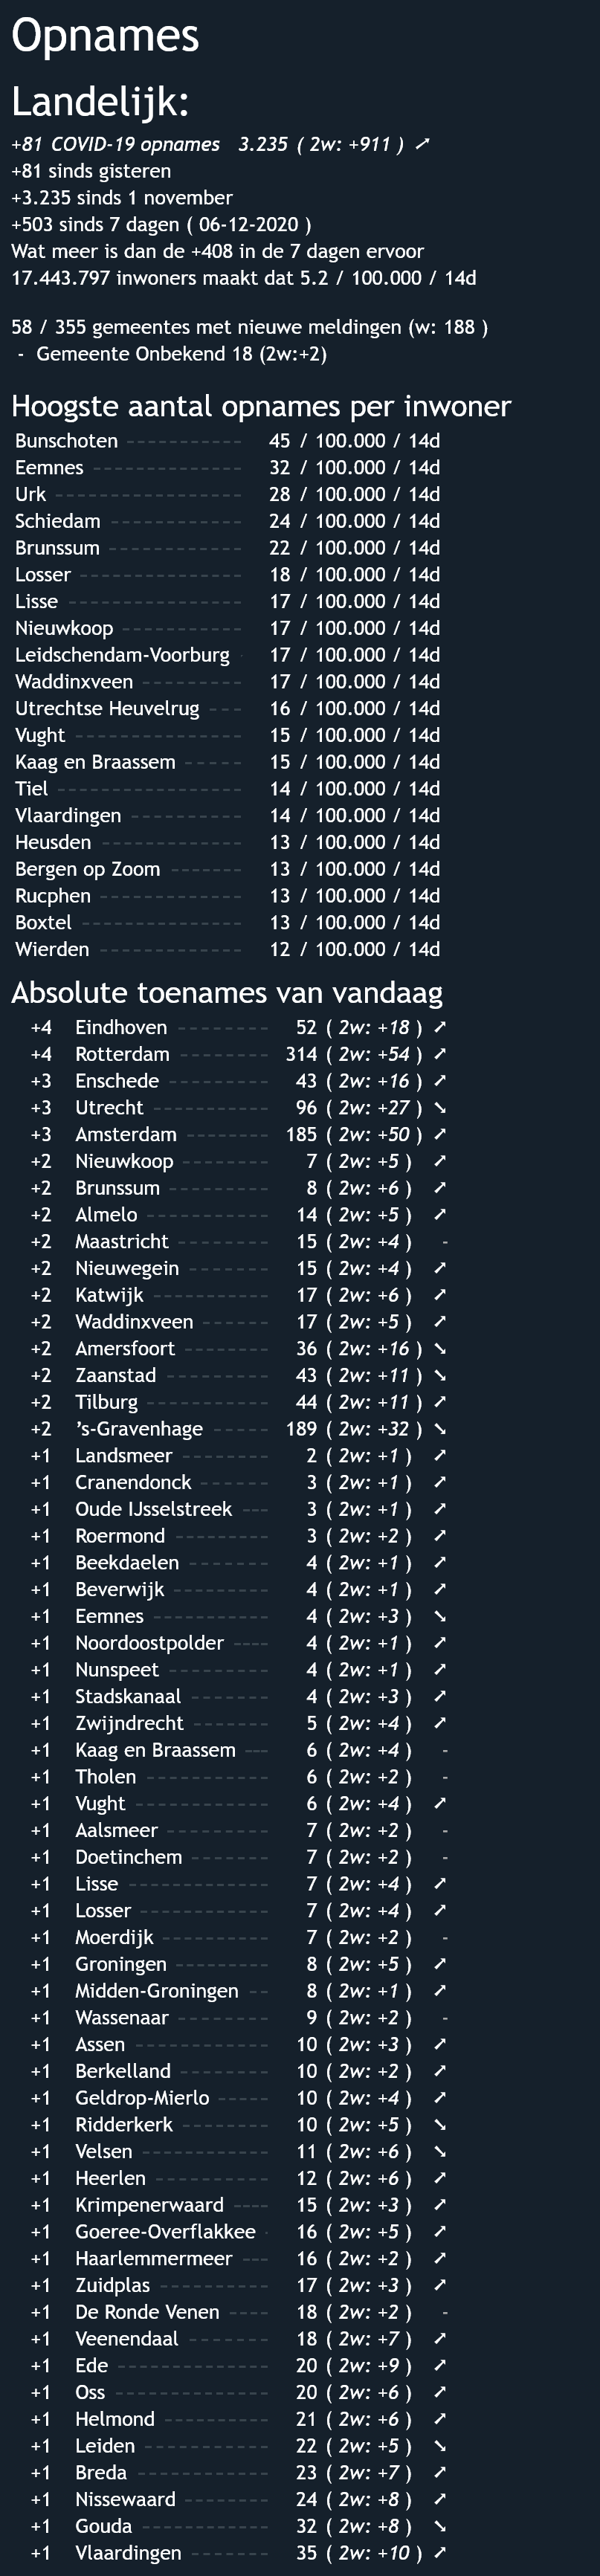 Opnames
Landelijk:
+81 COVID-19 opnames 3.235 ( 2w: +911 ) ➚
+81 sinds gisteren
+3.235 sinds 1 november
+503 sinds 7 dagen ( 06-12-2020 )
Wat meer is dan de +408 in de 7 dagen ervoor
17.443.797 inwoners maakt dat 5.2 / 100.000 / 14d
58 / 355 gemeentes met nieuwe meldingen (w: 188 )
- Gemeente Onbekend 18 (2w:+2)
Hoogste aantal opnames per inwoner
Bunschoten ----------- 45 / 100.000 / 14d
Eemnes -------------- 32 / 100.000 / 14d
Urk ----------------- 28 / 100.000 / 14d
Schiedam ------------ 24 / 100.000 / 14d
Brunssum ------------ 22 / 100.000 / 14d
Losser --------------- 18 / 100.000 / 14d
Lisse ---------------- 17 / 100.000 / 14d
Nieuwkoop ----------- 17 / 100.000 / 14d
Leidschendam-Voorburg - 17 / 100.000 / 14d
Waddinxveen --------- 17 / 100.000 / 14d
Utrechtse Heuvelrug --- 16 / 100.000 / 14d
Vught --------------- 15 / 100.000 / 14d
Kaag en Braassem ----- 15 / 100.000 / 14d
Tiel ----------------- 14 / 100.000 / 14d
Vlaardingen ---------- 14 / 100.000 / 14d
Heusden ------------- 13 / 100.000 / 14d
Bergen op Zoom ------- 13 / 100.000 / 14d
Rucphen ------------- 13 / 100.000 / 14d
Boxtel --------------- 13 / 100.000 / 14d
Wierden ------------- 12 / 100.000 / 14d
Absolute toenames van vandaag
+4 Eindhoven -------- 52 ( 2w: +18 ) ➚
+4 Rotterdam -------- 314 ( 2w: +54 ) ➚
+3 Enschede --------- 43 ( 2w: +16 ) ➚
+3 Utrecht ---------- 96 ( 2w: +27 ) ➘
+3 Amsterdam ------- 185 ( 2w: +50 ) ➚
+2 Nieuwkoop -------- 7 ( 2w: +5 ) ➚
+2 Brunssum --------- 8 ( 2w: +6 ) ➚
+2 Almelo ----------- 14 ( 2w: +5 ) ➚
+2 Maastricht -------- 15 ( 2w: +4 ) -
+2 Nieuwegein ------- 15 ( 2w: +4 ) ➚
+2 Katwijk ---------- 17 ( 2w: +6 ) ➚
+2 Waddinxveen ------ 17 ( 2w: +5 ) ➚
+2 Amersfoort ------- 36 ( 2w: +16 ) ➘
+2 Zaanstad --------- 43 ( 2w: +11 ) ➘
+2 Tilburg ---------- 44 ( 2w: +11 ) ➚
+2 's-Gravenhage ----- 189 ( 2w: +32 ) ➘
+1 Landsmeer -------- 2 ( 2w: +1 ) ➚
+1 Cranendonck ------ 3 ( 2w: +1 ) ➚
+1 Oude IJsselstreek --- 3 ( 2w: +1 ) ➚
+1 Roermond --------- 3 ( 2w: +2 ) ➚
+1 Beekdaelen ------- 4 ( 2w: +1 ) ➚
+1 Beverwijk --------- 4 ( 2w: +1 ) ➚
+1 Eemnes ----------- 4 ( 2w: +3 ) ➘
+1 Noordoostpolder ---- 4 ( 2w: +1 ) ➚
+1 Nunspeet --------- 4 ( 2w: +1 ) ➚
+1 Stadskanaal ------- 4 ( 2w: +3 ) ➚
+1 Zwijndrecht ------- 5 ( 2w: +4 ) ➚
+1 Kaag en Braassem --- 6 ( 2w: +4 ) -
+1 Tholen ----------- 6 ( 2w: +2 ) -
+1 Vught ------------ 6 ( 2w: +4 ) ➚
+1 Aalsmeer --------- 7 ( 2w: +2 ) -
+1 Doetinchem ------- 7 ( 2w: +2 ) -
+1 Lisse ------------ 7 ( 2w: +4 ) ➚
+1 Losser ----------- 7 ( 2w: +4 ) ➚
+1 Moerdijk --------- 7 ( 2w: +2 ) -
+1 Groningen -------- 8 ( 2w: +5 ) ➚
+1 Midden-Groningen -- 8 ( 2w: +1 ) ➚
+1 Wassenaar -------- 9 ( 2w: +2 ) -
+1 Assen ------------ 10 ( 2w: +3 ) ➚
+1 Berkelland -------- 10 ( 2w: +2 ) ➚
+1 Geldrop-Mierlo ----- 10 ( 2w: +4 ) ➚
+1 Ridderkerk -------- 10 ( 2w: +5 ) ➘
+1 Velsen ----------- 11 ( 2w: +6 ) ➘
+1 Heerlen ---------- 12 ( 2w: +6 ) ➚
+1 Krimpenerwaard ---- 15 ( 2w: +3 ) ➚
+1 Goeree-Overflakkee - 16 ( 2w: +5 ) ➚
+1 Haarlemmermeer --- 16 ( 2w: +2 ) ➚
+1 Zuidplas ---------- 17 ( 2w: +3 ) ➚
+1 De Ronde Venen ---- 18 ( 2w: +2 ) -
+1 Veenendaal ------- 18 ( 2w: +7 ) ➚
+1 Ede -------------- 20 ( 2w: +9 ) ➚
+1 Oss -------------- 20 ( 2w: +6 ) ➚
+1 Helmond --------- 21 ( 2w: +6 ) ➚
+1 Leiden ----------- 22 ( 2w: +5 ) ➘
+1 Breda ------------ 23 ( 2w: +7 ) ➚
+1 Nissewaard -------- 24 ( 2w: +8 ) ➚
+1 Gouda ----------- 32 ( 2w: +8 ) ➘
+1 Vlaardingen ------- 35 ( 2w: +10 ) ➚